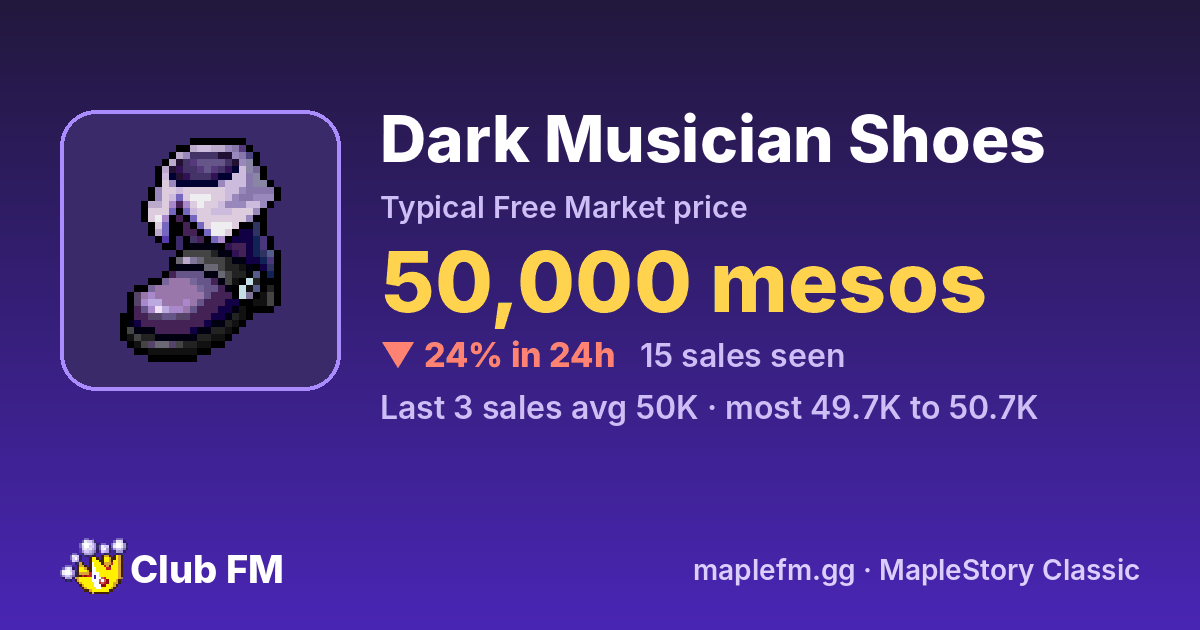 Dark Musician Shoes
Typical Free Market price
50,000 mesos
▼ 24% in 24h 15 sales seen
Last 3 sales avg 50K · most 49.7K to 50.7K
Club FM
maplefm.gg · MapleStory Classic